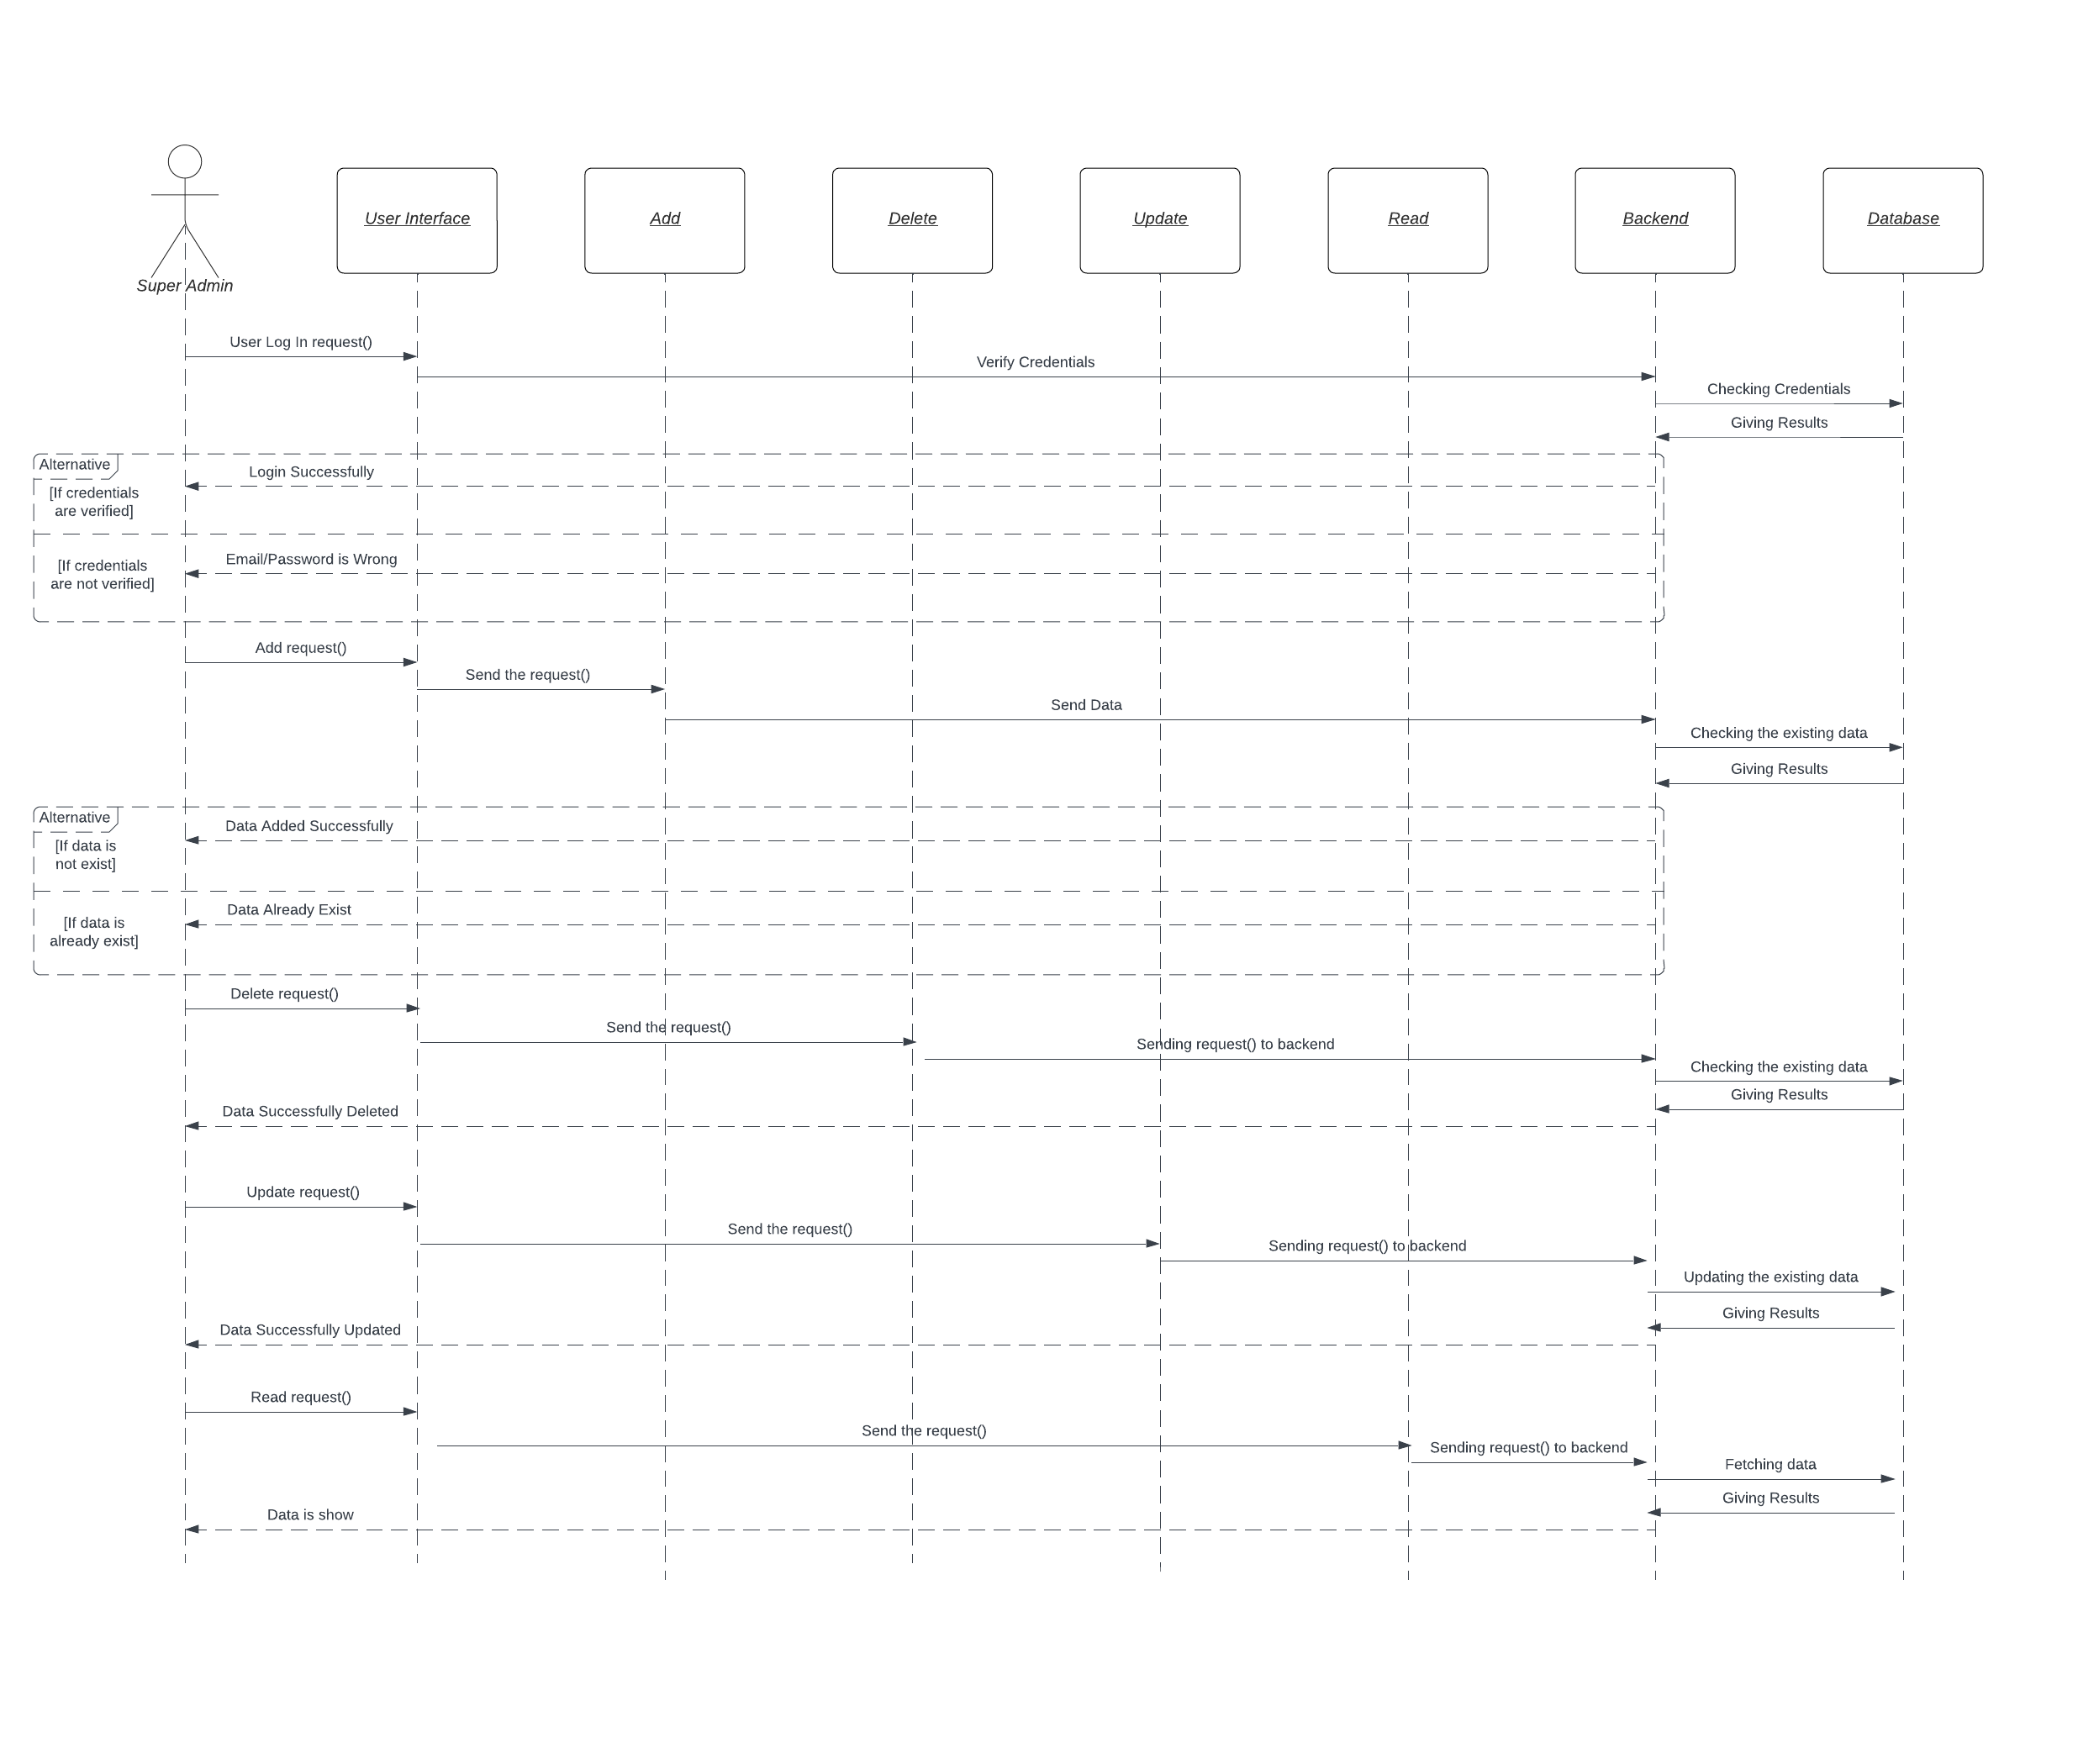 Super Admin
User Interface
Add
Delete
Update
Read
Backend
Database
User Log In request()
Verify Credentials
Checking Credentials
Giving Results
Alternative
Login Successfully
[If credentials
are verified]
Email/Password is Wrong
[If credentials
are not verified]
Add request()
Send the request()
Send Data
Checking the existing data
Giving Results
Alternative
Data Added Successfully
[If data is
not exist]
Data Already Exist
[If data is
already exist]
Delete request()
Send the request()
Sending request() to backend
Checking the existing data
Giving Results
Data Successfully Deleted
Update request()
Send the request()
Sending request() to backend
Updating the existing data
Giving Results
Data Successfully Updated
Read request()
Send the request()
Sending request() to backend
Fetching data
Giving Results
Data is show